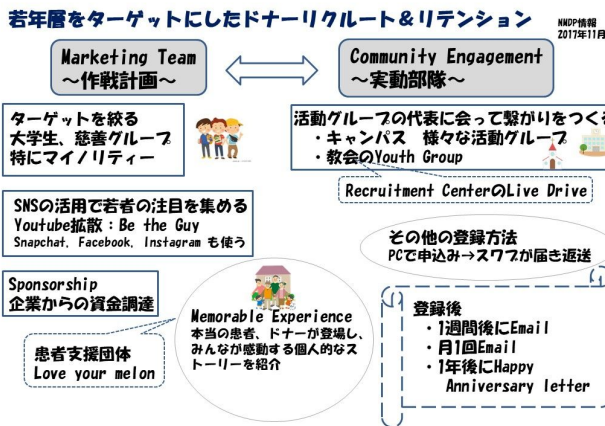 若年層をターゲットにしたドナーリクルート＆リテンション
NMDP情報
2017年11月
Marketing Team
～作戦計画～
Community Engagement
～実動部隊～
ターゲットを絞る
大学生、慈善グループ
特にマイノリティー
活動グループの代表に会って繋がりをつくる
・キャンパス 様々な活動グループ
・教会のYouth Group
Recruitment CenterのLive Drive
SNSの活用で若者の注目を集める
Youtube拡散：Be the Guy
Snapchat, Facebook, Instagram も使う
その他の登録方法
PCで申込み→スワブが届き返送
Sponsorship
企業からの資金調達
Memorable Experience
本当の患者、ドナーが登場し、
みんなが感動する個人的なス
トーリーを紹介
患者支援団体
Love your melon
登録後
・1週間後にEmail
・月1回Email
・1年後にHappy
Anniversary letter